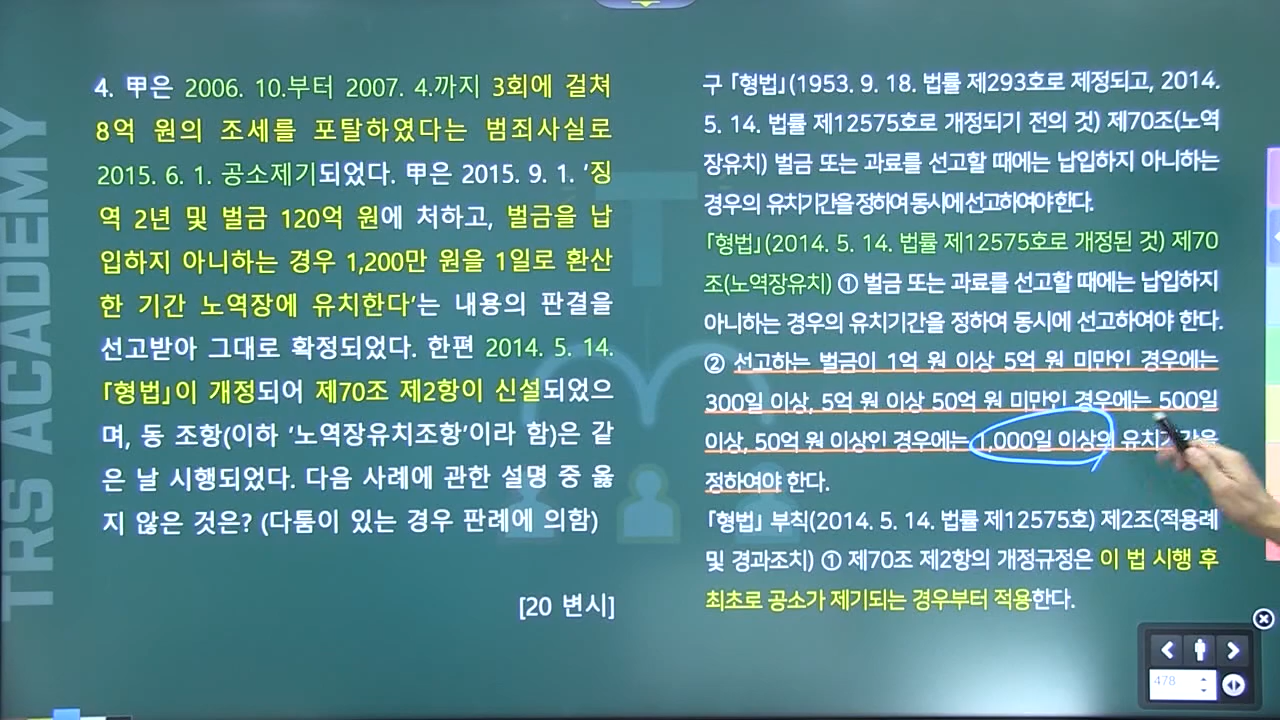 TRS ACADEMY
4. 甲은 2006. 10.부터 2007. 4.까지 3회에 걸쳐
8억 원의 조세를 포탈하였다는 범죄사실로
2015. 6. 1. 공소제기되었다. 甲은 2015. 9. 1. '징
역 2년 및 벌금 120억 원에 처하고, 벌금을 납
입하지 아니하는 경우 1,200만 원을 1일로 환산
한 기간 노역장에 유치한다'는 내용의 판결을
선고받아 그대로 확정되었다. 한편 2014. 5. 14.
「형법」이 개정되어 제70조 제2항이 신설되었으
며, 동 조항(이하 '노역장유치조항'이라 함)은 같
은 날 시행되었다. 다음 사례에 관한 설명 중 옳
지 않은 것은? (다툼이 있는 경우 판례에 의함)
[20 변시]
구 「형법」(1953. 9. 18. 법률 제293호로 제정되고, 2014.
5. 14. 법률 제12575호로 개정되기 전의 것) 제70조(노역
장유치) 벌금 또는 과료를 선고할 때에는 납입하지 아니하는
경우의 유치기간을 정하여 동시에 선고하여야 한다.
「형법」(2014. 5. 14. 법률 제12575호로 개정된 것) 제70
조(노역장유치) ① 벌금 또는 과료를 선고할 때에는 납입하지
아니하는 경우의 유치기간을 정하여 동시에 선고하여야 한다.
② 선고하는 벌금이 1억 원 이상 5억 원 미만인 경우에는
300일 이상, 5억 원 이상 50억 원 미만인 경우에는 500일
이상, 50억 원 이상인 경우에는 1,000일 이상의 유치기간을
정하여야 한다.
「형법」 부칙(2014. 5. 14. 법률 제12575호) 제2조(적용례
및 경과조치) ① 제70조 제2항의 개정규정은 이 법 시행 후
최초로 공소가 제기되는 경우부터 적용한다.
478